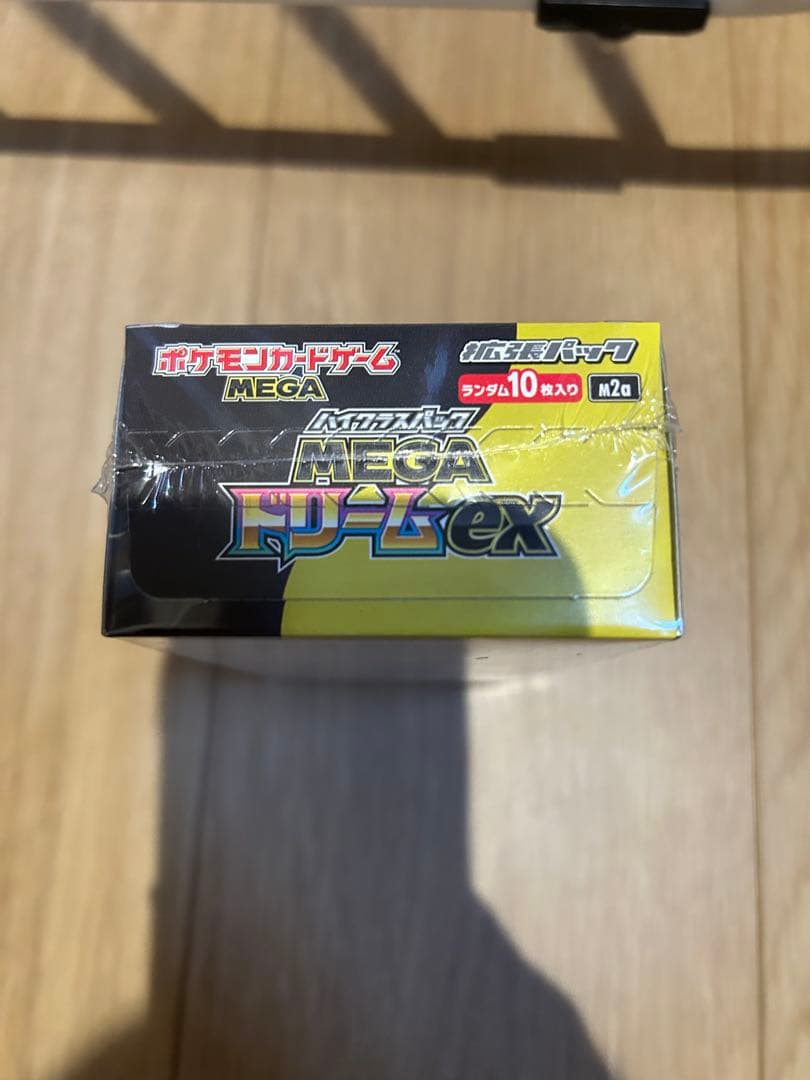 ポケモンカードゲーム
MEGA
拡張パック
ランダム10枚入り M2a
ハイクラスパック
MEGA
ドリームex